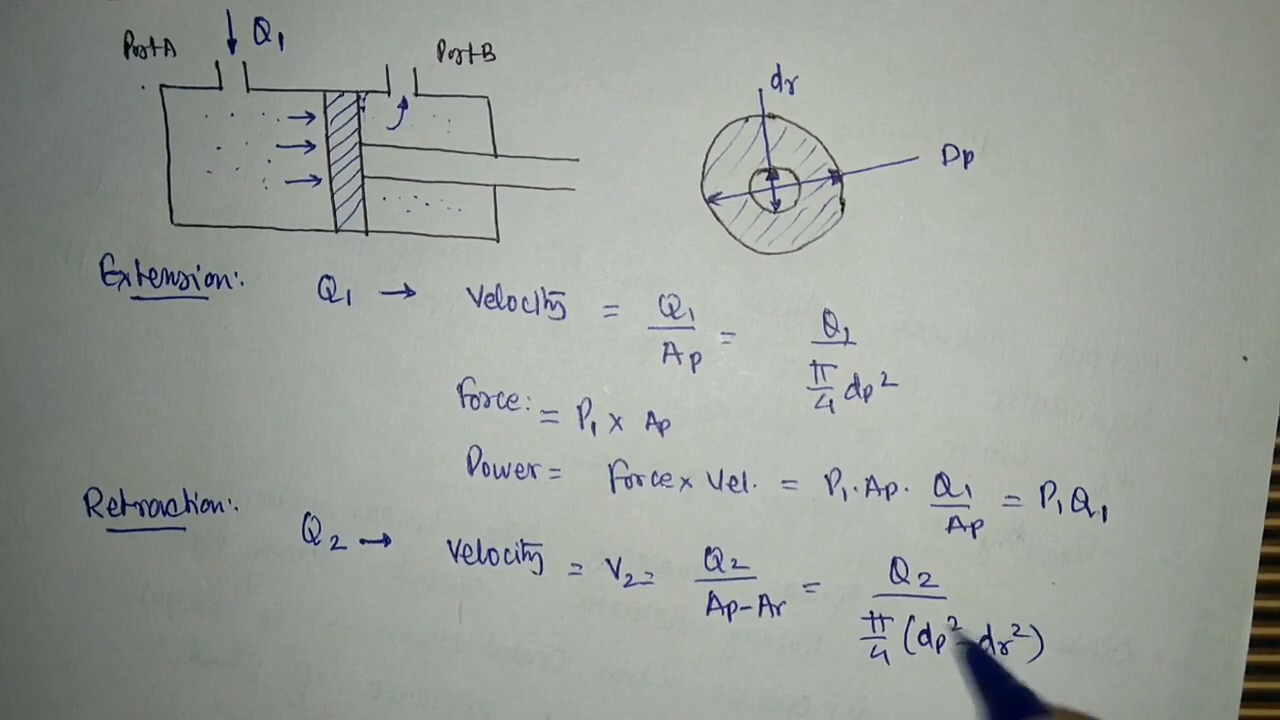 Port A
Q₁
Port B
dr
Dp
Extension:
Q₁ → Velocity = Q₁/Ap = Q₁/(π/4 dp²)
Force: = P₁ × Ap
Power = Force × Vel. = P₁·Ap· Q₁/Ap = P₁Q₁
Retraction:
Q₂ → Velocity = V₂ = Q₂/(Ap-Ar) = Q₂/(π/4 (dp²-dr²))